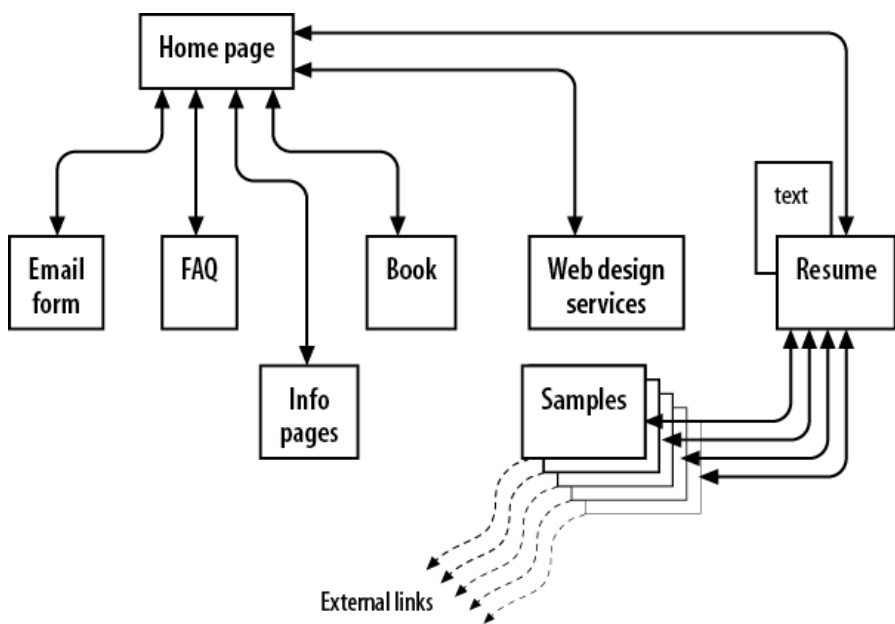 Home page
text
Email
form
FAQ
Book
Web design
services
Resume
Info
pages
Samples
External links